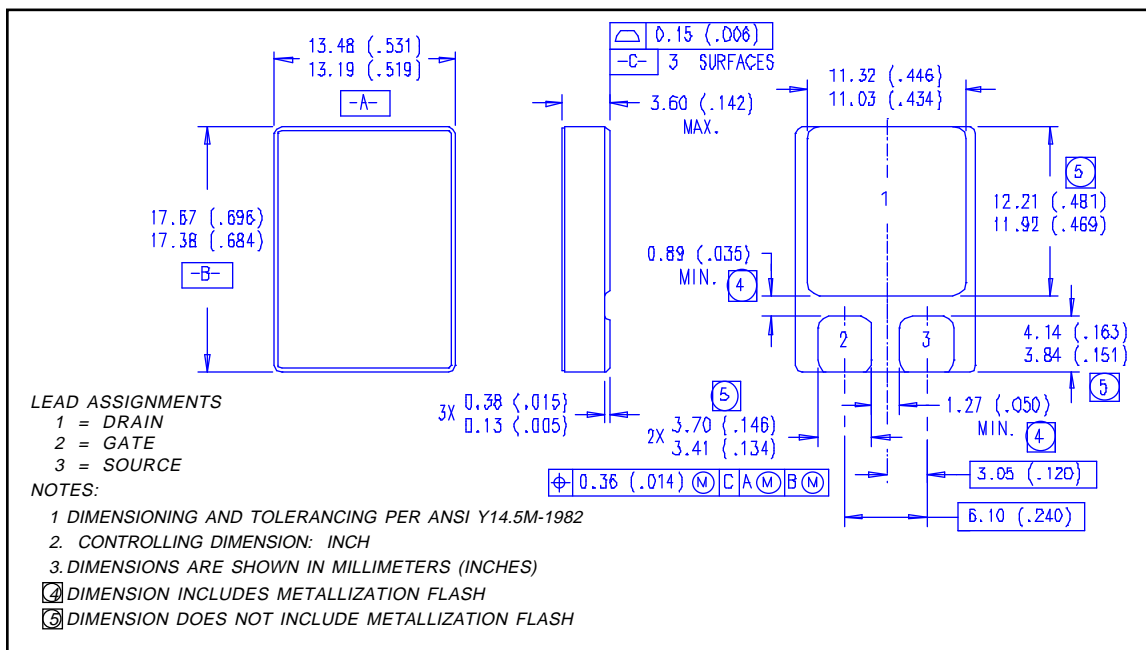 13.48 (.531)
13.19 (.519)
-A-
17.67 (.696)
17.38 (.684)
-B-
0.15 (.006)
-C- 3 SURFACES
3.60 (.142)
MAX.
11.32 (.446)
11.03 (.434)
1
5
12.21 (.481)
11.92 (.469)
0.89 (.035)
MIN. 4
2
3
4.14 (.163)
3.84 (.151)
5
3X 0.38 (.015)
0.13 (.005)
5
2X 3.70 (.146)
3.41 (.134)
1.27 (.050)
MIN. 4
⌖ 0.36 (.014) Ⓜ C A Ⓜ B Ⓜ
3.05 (.120)
6.10 (.240)
LEAD ASSIGNMENTS
1 = DRAIN
2 = GATE
3 = SOURCE
NOTES:
1 DIMENSIONING AND TOLERANCING PER ANSI Y14.5M-1982
2. CONTROLLING DIMENSION: INCH
3. DIMENSIONS ARE SHOWN IN MILLIMETERS (INCHES)
4 DIMENSION INCLUDES METALLIZATION FLASH
5 DIMENSION DOES NOT INCLUDE METALLIZATION FLASH